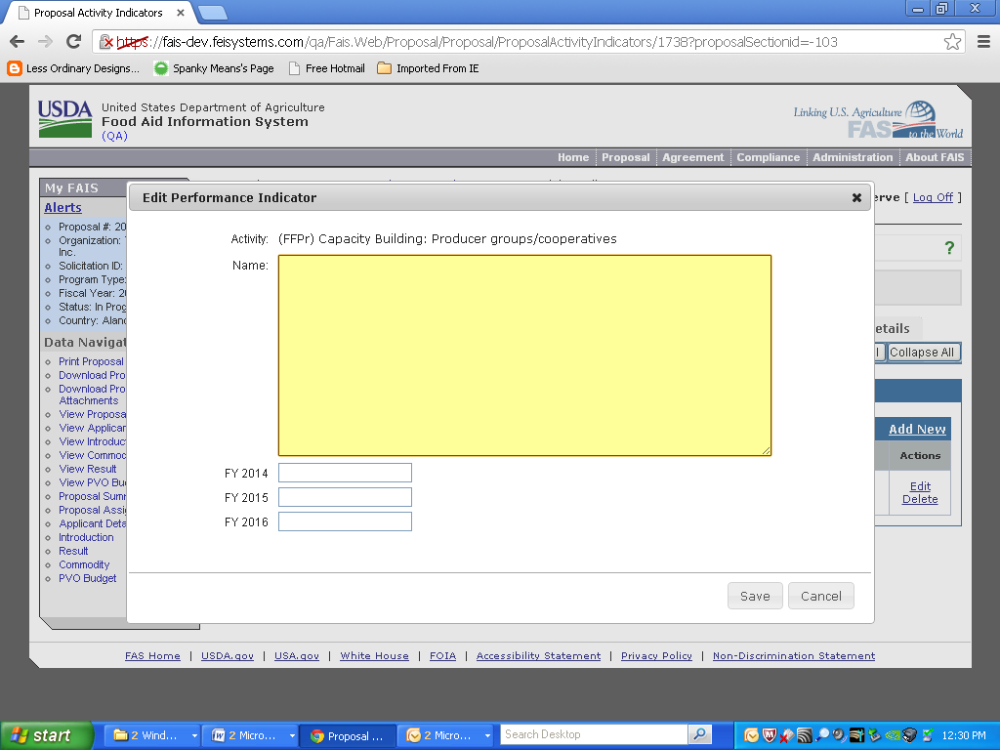 Proposal Activity Indicators
https://fais-dev.feisystems.com/qa/Fais.Web/Proposal/Proposal/ProposalActivityIndicators/1738?proposalSectionid=-103
Less Ordinary Designs... Spanky Means's Page Free Hotmail Imported From IE
USDA United States Department of Agriculture
Food Aid Information System
(QA)
Linking U.S. Agriculture
FAS to the World
Home Proposal Agreement Compliance Administration About FAIS
My FAIS
Alerts
Proposal #: 20
Organization:
Inc.
Solicitation ID:
Program Type:
Fiscal Year: 20
Status: In Prog
Country: Aland
Data Navigat
Print Proposal
Download Pro
Download Pro
Attachments
View Proposa
View Applican
View Introduc
View Commod
View Result
View PVO Bu
Proposal Summ
Proposal Assig
Applicant Deta
Introduction
Result
Commodity
PVO Budget
erve [ Log Off ]
?
etails
Collapse All
Add New
Actions
Edit
Delete
Edit Performance Indicator
Activity: (FFPr) Capacity Building: Producer groups/cooperatives
Name:
FY 2014
FY 2015
FY 2016
Save Cancel
FAS Home | USDA.gov | USA.gov | White House | FOIA | Accessibility Statement | Privacy Policy | Non-Discrimination Statement
start 2 Wind... 2 Micro... Proposal ... 2 Micro... Search Desktop 12:30 PM